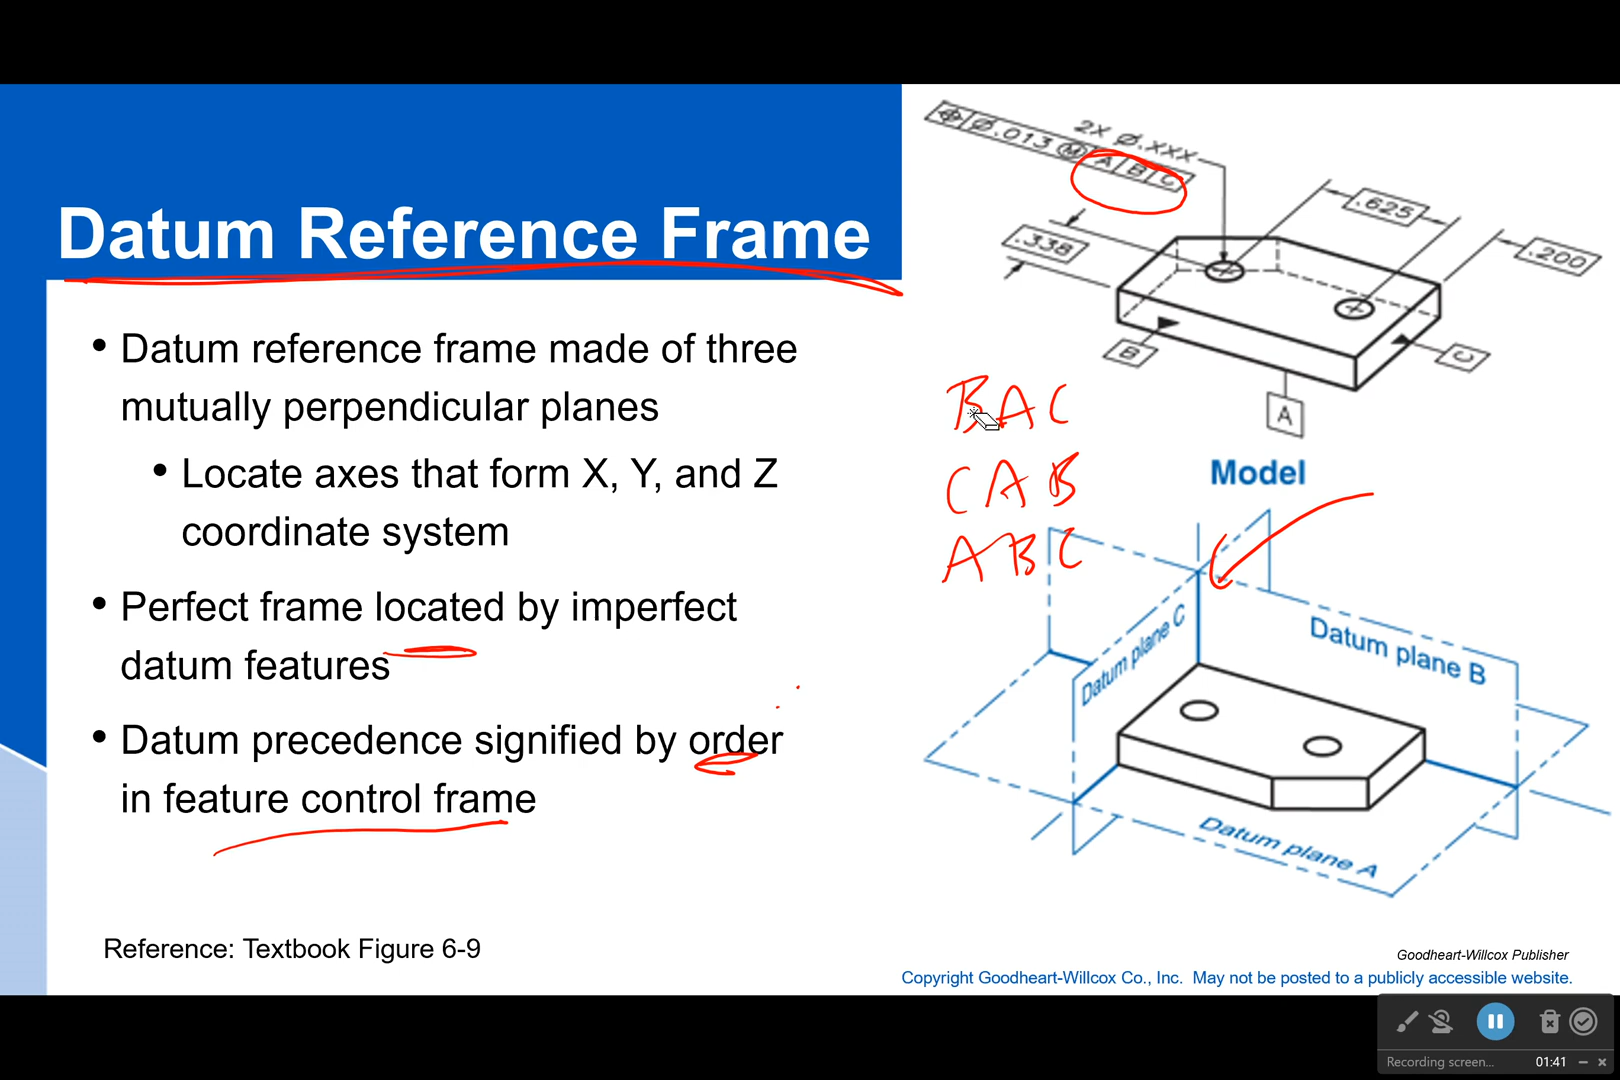 Datum Reference Frame
• Datum reference frame made of three
mutually perpendicular planes
• Locate axes that form X, Y, and Z
coordinate system
• Perfect frame located by imperfect
datum features
• Datum precedence signified by order
in feature control frame
Reference: Textbook Figure 6-9
2X Ø.XXX
⌖ Ø.013 Ⓜ A B C
.625
.338
.200
B
C
A
B A C
C A B
A B C
Model
Datum plane C
Datum plane B
Datum plane A
Goodheart-Willcox Publisher
Copyright Goodheart-Willcox Co., Inc. May not be posted to a publicly accessible website.
Recording screen...
01:41